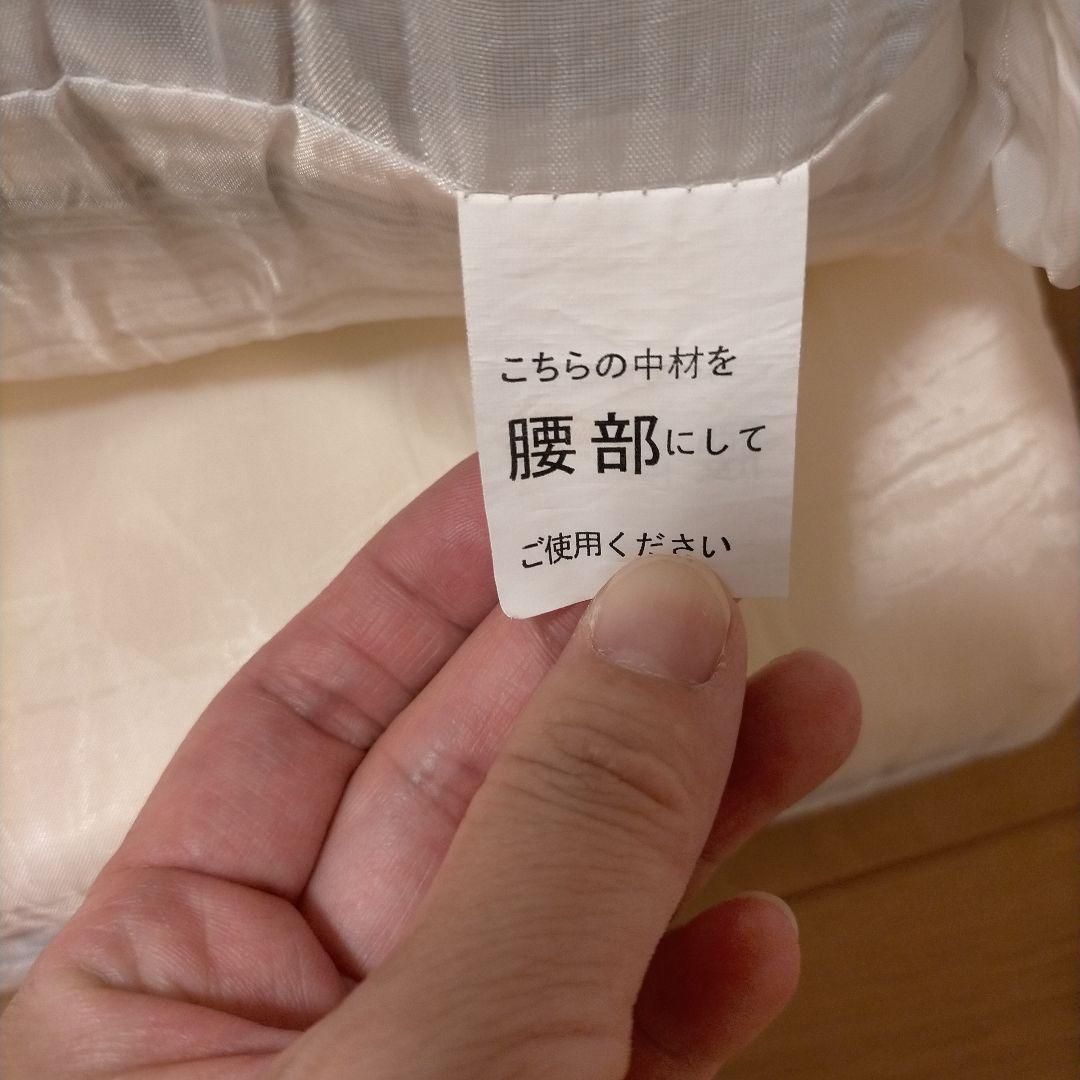 こちらの中材を
腰部にして
ご使用ください